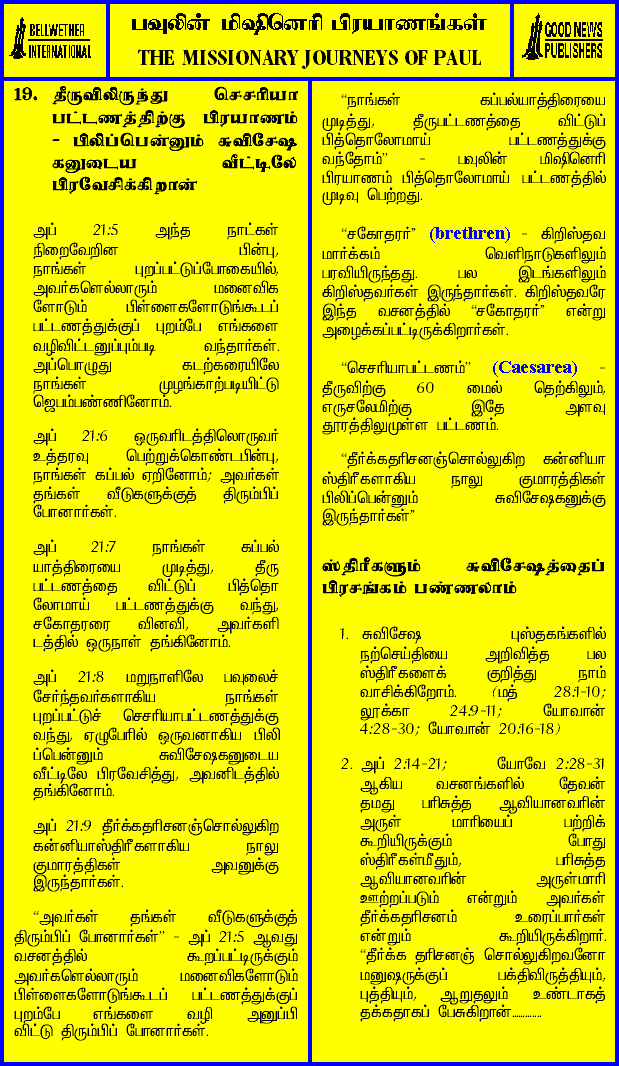 BELLWETHER
INTERNATIONAL
பவுலின் மிஷினெரி பிரயாணங்கள்
THE MISSIONARY JOURNEYS OF PAUL
GOOD NEWS
PUBLISHERS
19. தீருவிலிருந்து செசரியா
பட்டணத்திற்கு பிரயாணம்
- பிலிப்பென்னும் சுவிசேஷ
கனுடைய வீட்டிலே
பிரவேசிக்கிறான்
அப் 21:5 அந்த நாட்கள்
நிறைவேறின பின்பு,
நாங்கள் புறப்பட்டுப்போகையில்,
அவர்களெல்லாரும் மனைவிக
ளோடும் பிள்ளைகளோடுங்கூடப்
பட்டணத்துக்குப் புறம்பே எங்களை
வழிவிட்டனுப்பும்படி வந்தார்கள்.
அப்பொழுது கடற்கரையிலே
நாங்கள் முழங்காற்படியிட்டு
ஜெபம்பண்ணினோம்.
அப் 21:6 ஒருவரிடத்திலொருவர்
உத்தரவு பெற்றுக்கொண்டபின்பு,
நாங்கள் கப்பல் ஏறினோம்; அவர்கள்
தங்கள் வீடுகளுக்குத் திரும்பிப்
போனார்கள்.
அப் 21:7 நாங்கள் கப்பல்
யாத்திரையை முடித்து, தீரு
பட்டணத்தை விட்டுப் பித்தொ
லோமாய் பட்டணத்துக்கு வந்து,
சகோதரரை வினவி, அவர்களி
டத்தில் ஒருநாள் தங்கினோம்.
அப் 21:8 மறுநாளிலே பவுலைச்
சேர்ந்தவர்களாகிய நாங்கள்
புறப்பட்டுச் செசரியாபட்டணத்துக்கு
வந்து, ஏழுபேரில் ஒருவனாகிய பிலி
ப்பென்னும் சுவிசேஷகனுடைய
வீட்டிலே பிரவேசித்து, அவனிடத்தில்
தங்கினோம்.
அப் 21:9 தீர்க்கதரிசனஞ்சொல்லுகிற
கன்னியாஸ்திரீகளாகிய நாலு
குமாரத்திகள் அவனுக்கு
இருந்தார்கள்.
“அவர்கள் தங்கள் வீடுகளுக்குத்
திரும்பிப் போனார்கள்” - அப் 21:5 ஆவது
வசனத்தில் கூறப்பட்டிருக்கும்
அவர்களெல்லாரும் மனைவிகளோடும்
பிள்ளைகளோடுங்கூடப் பட்டணத்துக்குப்
புறம்பே எங்களை வழி அனுப்பி
விட்டு திரும்பிப் போனார்கள்.
“நாங்கள் கப்பல்யாத்திரையை
முடித்து, தீருபட்டணத்தை விட்டுப்
பித்தொலோமாய் பட்டணத்துக்கு
வந்தோம்” - பவுலின் மிஷினெரி
பிரயாணம் பித்தொலோமாய் பட்டணத்தில்
முடிவு பெற்றது.
“சகோதரர்” (brethren) - கிறிஸ்தவ
மார்க்கம் வெளிநாடுகளிலும்
பரவியிருந்தது. பல இடங்களிலும்
கிறிஸ்தவர்கள் இருந்தார்கள். கிறிஸ்தவரே
இந்த வசனத்தில் “சகோதரர்” என்று
அழைக்கப்பட்டிருக்கிறார்கள்.
“செசரியாபட்டணம்” (Caesarea) -
தீருவிற்கு 60 மைல் தெற்கிலும்,
எருசலேமிற்கு இதே அளவு
தூரத்திலுமுள்ள பட்டணம்.
“தீர்க்கதரிசனஞ்சொல்லுகிற கன்னியா
ஸ்திரீகளாகிய நாலு குமாரத்திகள்
பிலிப்பென்னும் சுவிசேஷகனுக்கு
இருந்தார்கள்”
ஸ்திரீகளும் சுவிசேஷத்தைப்
பிரசங்கம் பண்ணலாம்
1. சுவிசேஷ புஸ்தகங்களில்
நற்செய்தியை அறிவித்த பல
ஸ்திரீகளைக் குறித்து நாம்
வாசிக்கிறோம். (மத் 28:1-10;
லூக்கா 24:9-11; யோவான்
4:28-30; யோவான் 20:16-18)
2. அப் 2:14-21; யோவே 2:28-31
ஆகிய வசனங்களில் தேவன்
தமது பரிசுத்த ஆவியானவரின்
அருள் மாரியைப் பற்றிக்
கூறியிருக்கும் போது
ஸ்திரீகள்மீதும், பரிசுத்த
ஆவியானவரின் அருள்மாரி
ஊற்றப்படும் என்றும் அவர்கள்
தீர்க்கதரிசனம் உரைப்பார்கள்
என்றும் கூறியிருக்கிறார்.
“தீர்க்க தரிசனஞ் சொல்லுகிறவனோ
மனுஷருக்குப் பக்திவிருத்தியும்,
புத்தியும், ஆறுதலும் உண்டாகத்
தக்கதாகப் பேசுகிறான்.............